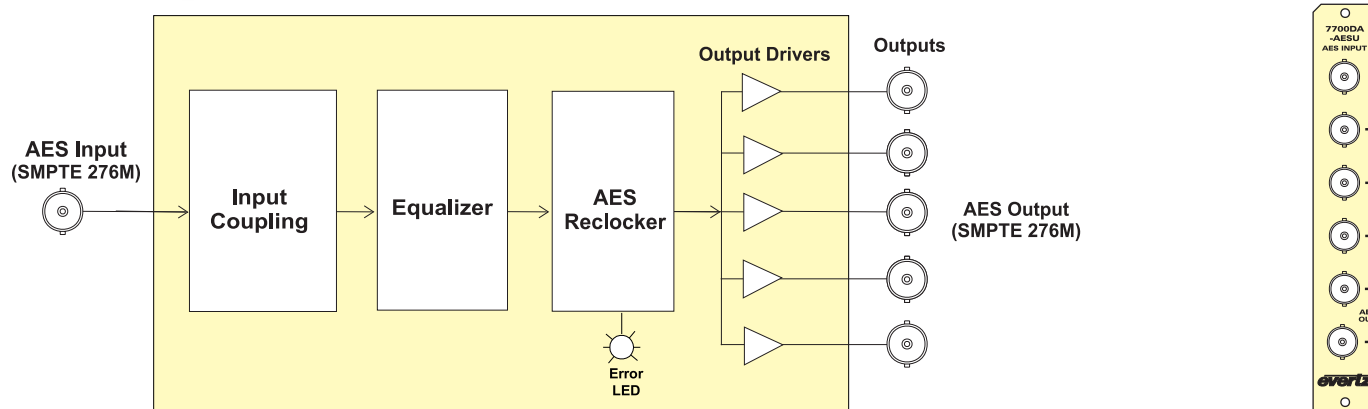 AES Input
(SMPTE 276M)
Input
Coupling
Equalizer
AES
Reclocker
Error
LED
Output Drivers
Outputs
AES Output
(SMPTE 276M)
7700DA
-AESU
AES INPUT
evertz